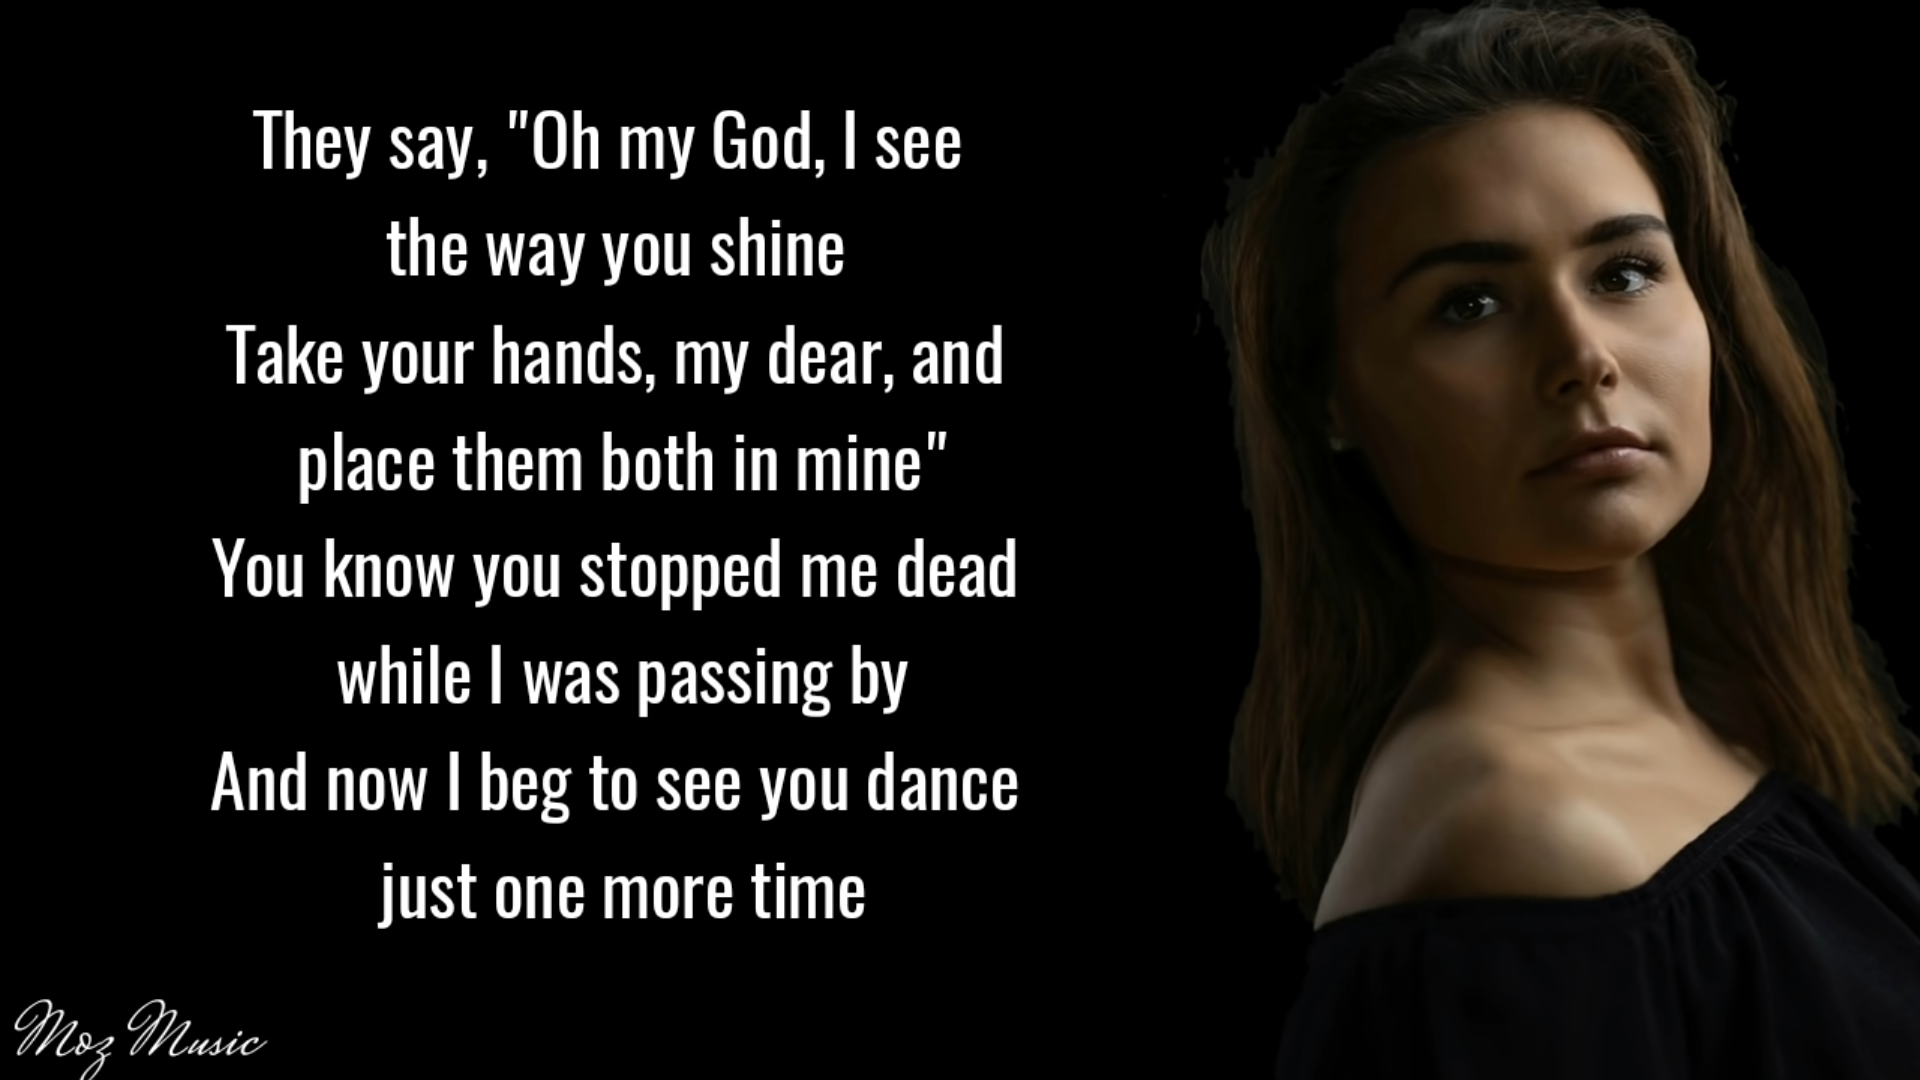 They say, "Oh my God, I see
the way you shine
Take your hands, my dear, and
place them both in mine"
You know you stopped me dead
while I was passing by
And now I beg to see you dance
just one more time
Moz Music